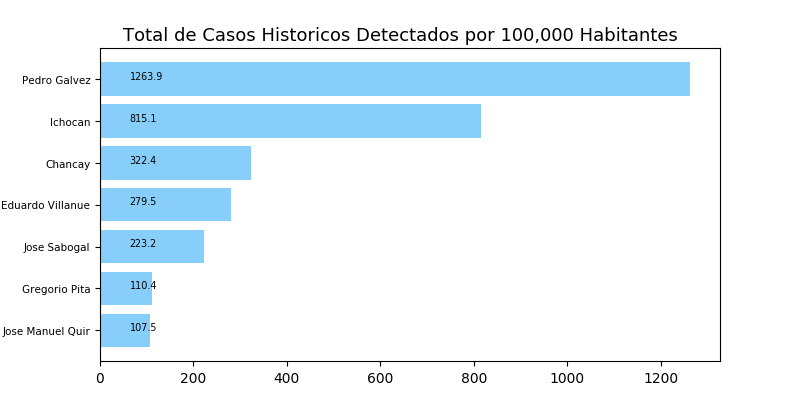 Total de Casos Historicos Detectados por 100,000 Habitantes
Pedro Galvez 1263.9
Ichocan 815.1
Chancay 322.4
Eduardo Villanue 279.5
Jose Sabogal 223.2
Gregorio Pita 110.4
Jose Manuel Quir 107.5
0 200 400 600 800 1000 1200